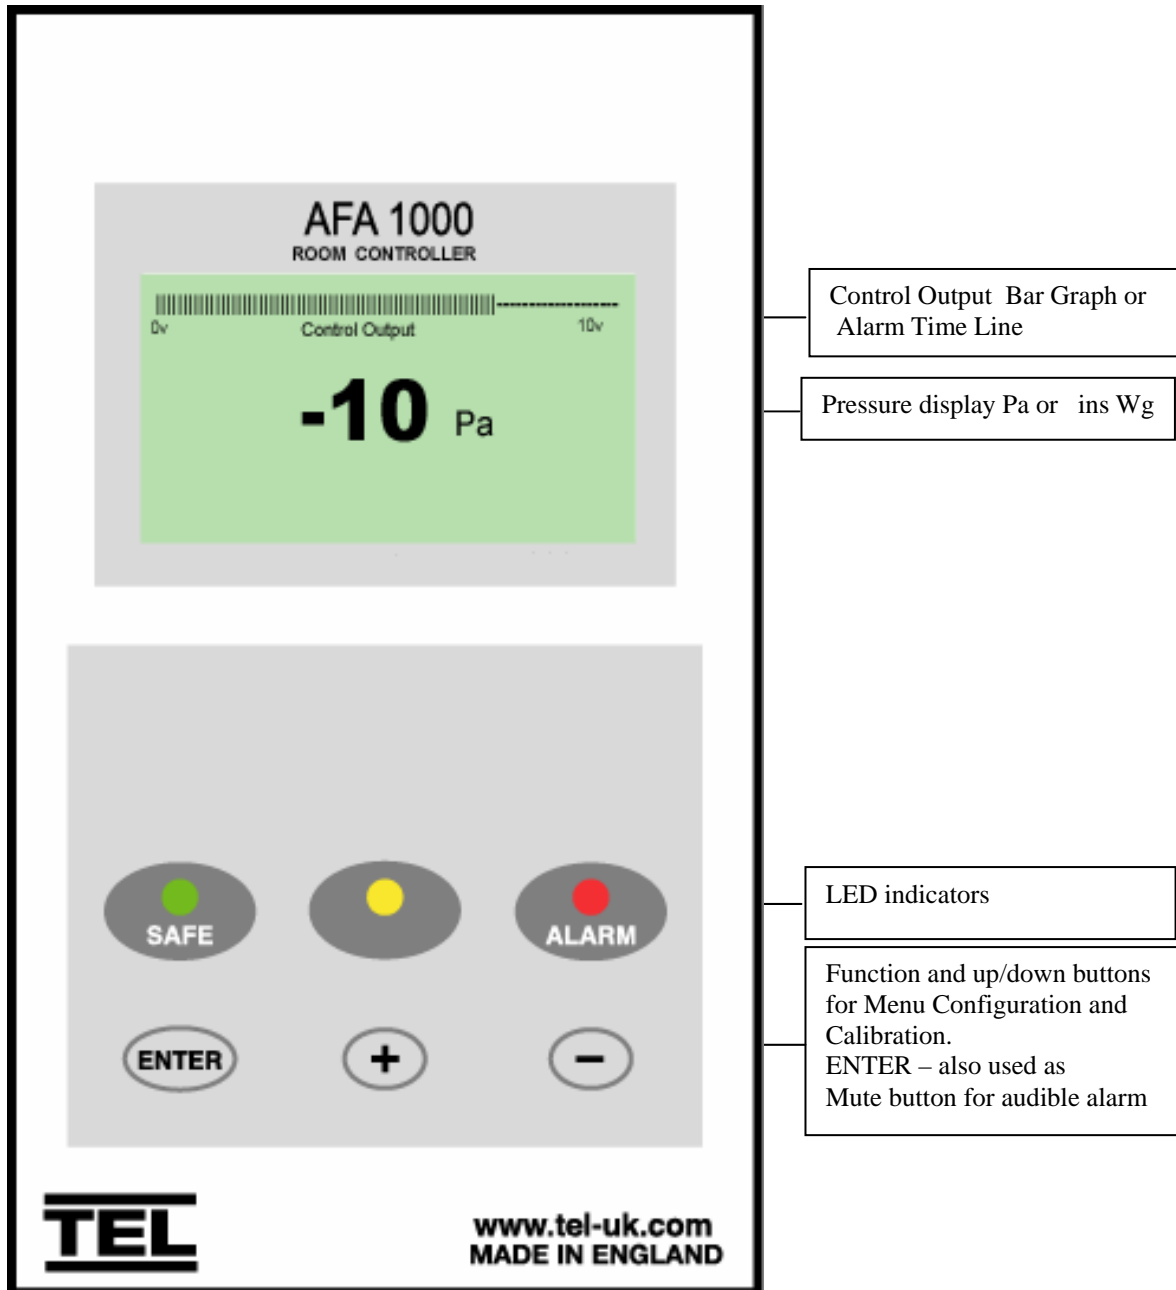 AFA 1000
ROOM CONTROLLER
0v Control Output 10v
-10 Pa
Control Output Bar Graph or
Alarm Time Line
Pressure display Pa or ins Wg
SAFE
ALARM
LED indicators
ENTER
+
−
Function and up/down buttons
for Menu Configuration and
Calibration.
ENTER – also used as
Mute button for audible alarm
TEL
www.tel-uk.com
MADE IN ENGLAND